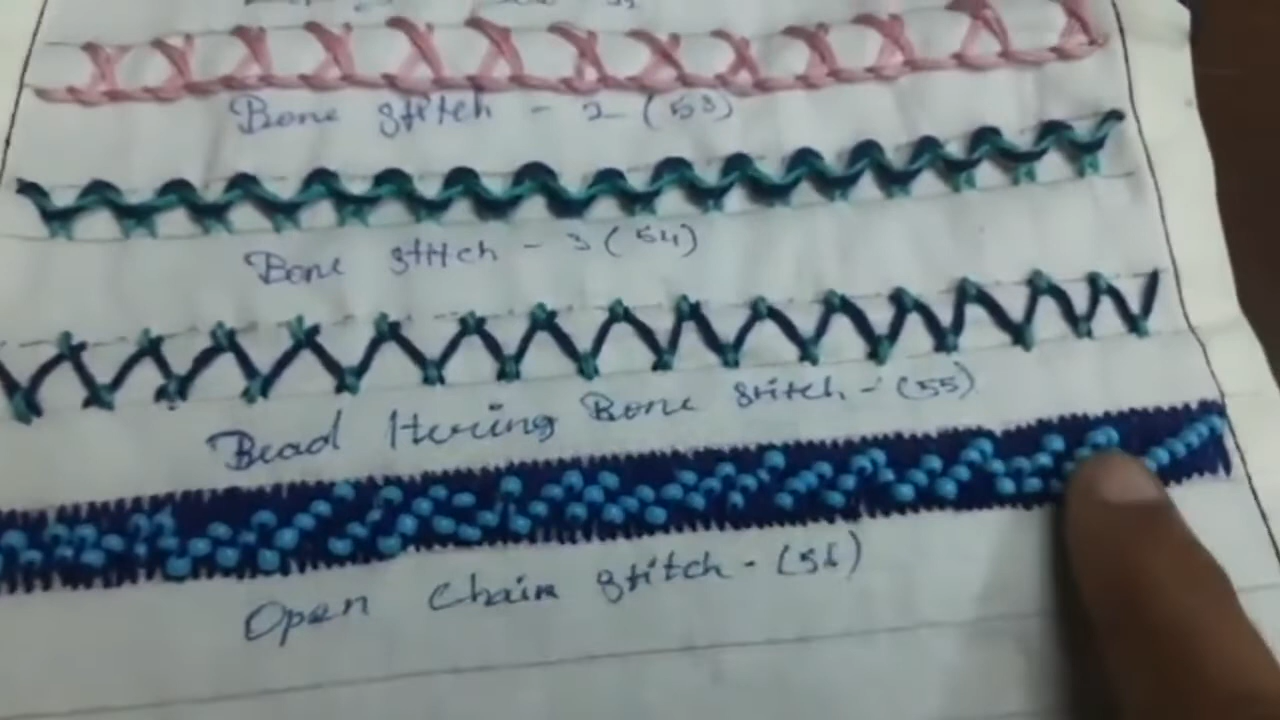 Bone stitch - 2 (53)
Bone stitch - 3 (54)
Bead Hering Bone stitch - (55)
Open Chain stitch - (56)